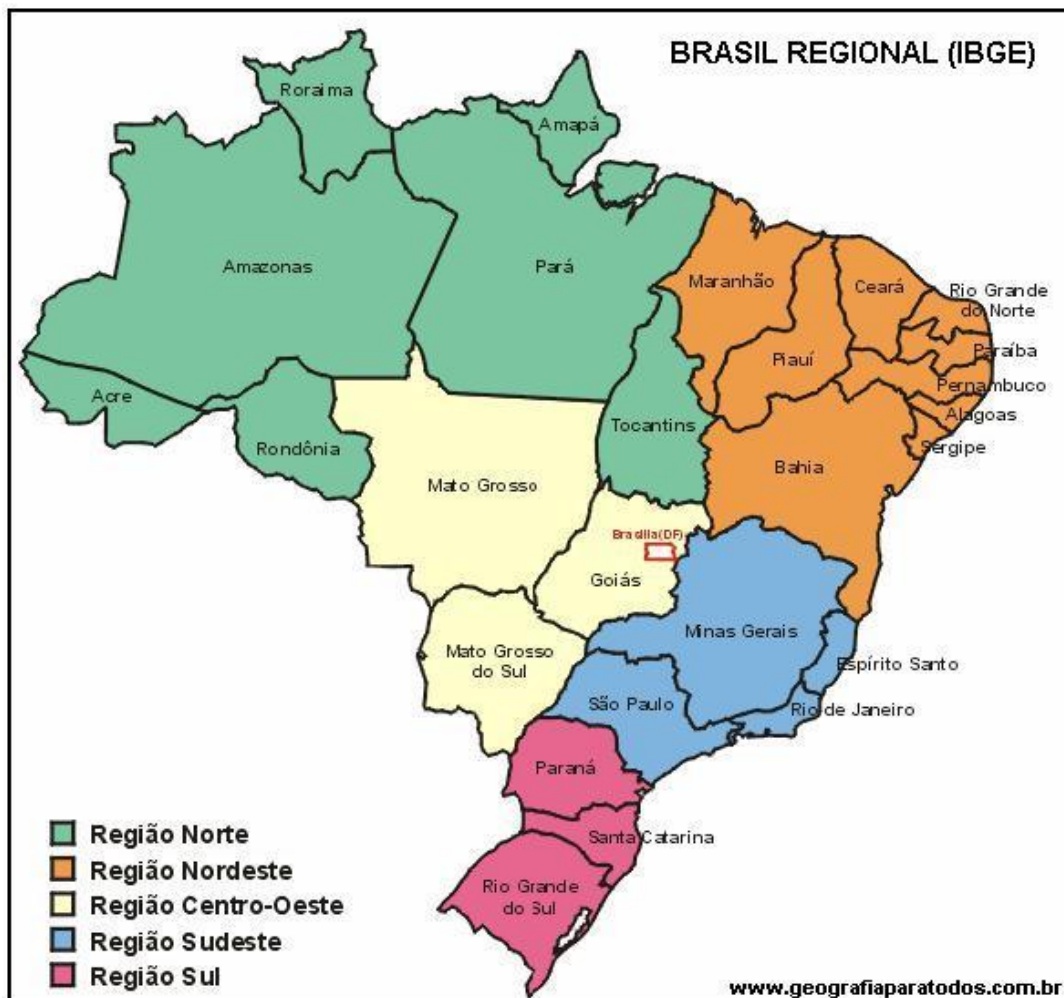 BRASIL REGIONAL (IBGE)
Roraima
Amapá
Amazonas
Pará
Maranhão
Ceará
Rio Grande
do Norte
Piauí
Paraíba
Pernambuco
Acre
Alagoas
Tocantins
Rondônia
Sergipe
Bahia
Mato Grosso
Brasília(DF)
Goiás
Minas Gerais
Mato Grosso
do Sul
Espírito Santo
São Paulo
Rio de Janeiro
Paraná
Santa Catarina
Rio Grande
do Sul
Região Norte
Região Nordeste
Região Centro-Oeste
Região Sudeste
Região Sul
www.geografiaparatodos.com.br